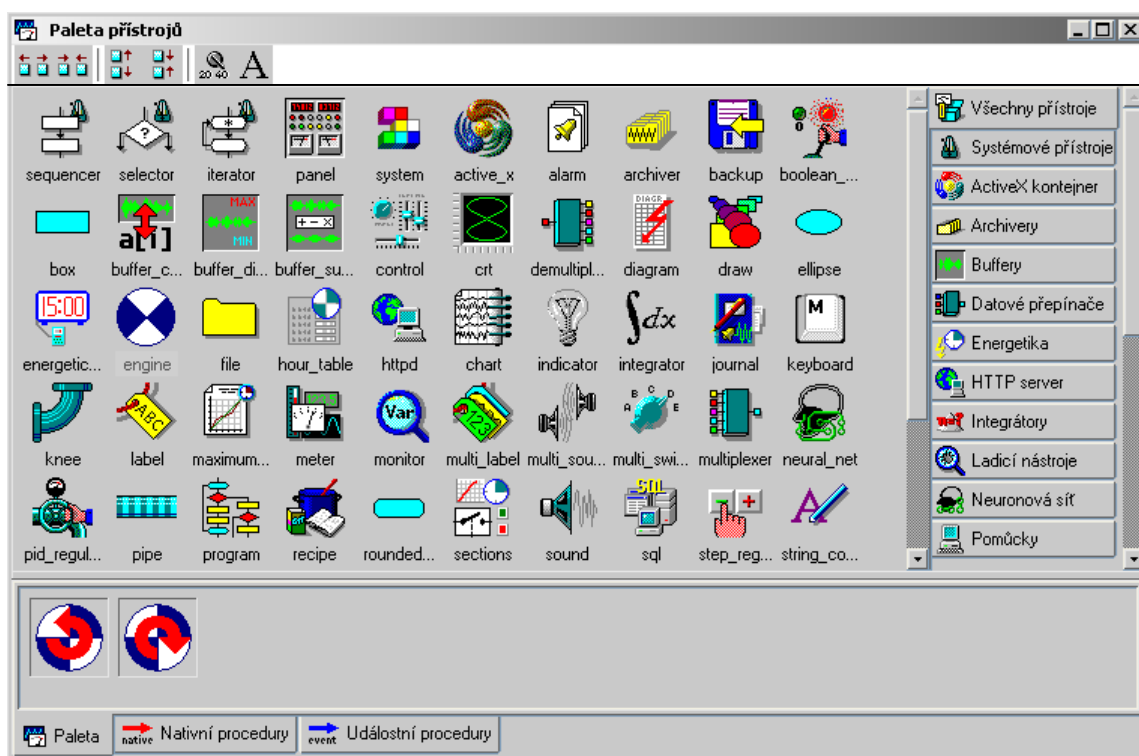 Paleta přístrojů
20 40 A
sequencer selector iterator panel system active_x alarm archiver backup boolean_...
box buffer_c... buffer_di... buffer_su... control crt demultipl... diagram draw ellipse
energetic... engine file hour_table httpd chart indicator integrator journal keyboard
knee label maximum... meter monitor multi_label multi_sou... multi_swi... multiplexer neural_net
pid_regul... pipe program recipe rounded... sections sound sql step_reg... string_co...
Všechny přístroje
Systémové přístroje
ActiveX kontejner
Archivery
Buffery
Datové přepínače
Energetika
HTTP server
Integrátory
Ladicí nástroje
Neuronová síť
Pomůcky
Paleta
native Nativní procedury
event Událostní procedury